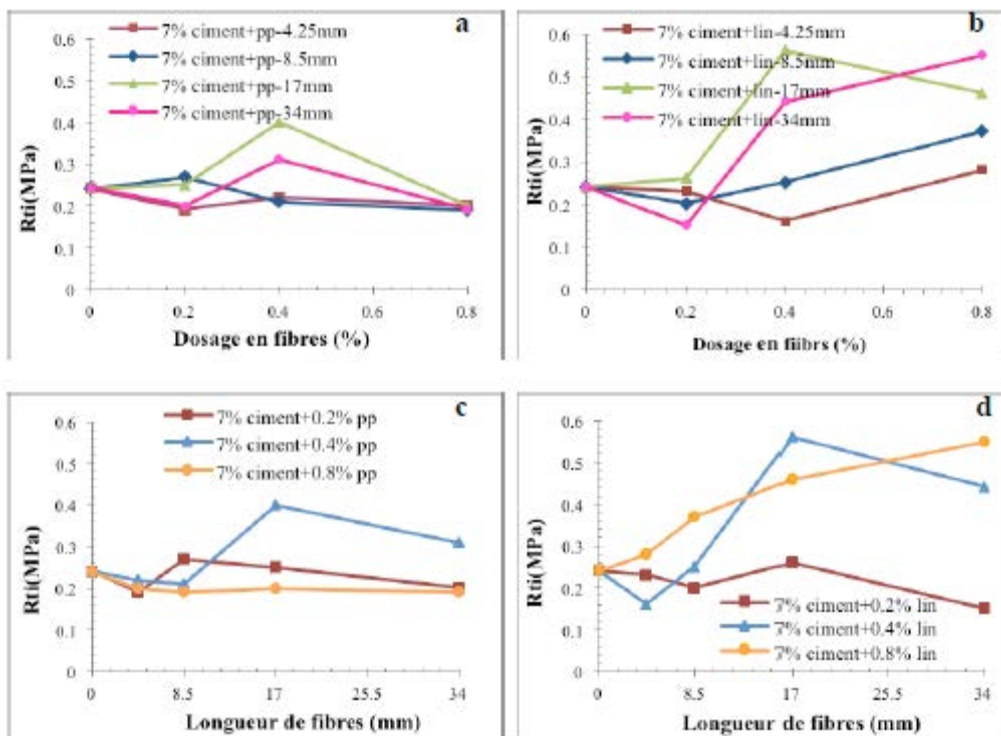 a
7% ciment+pp-4.25mm
7% ciment+pp-8.5mm
7% ciment+pp-17mm
7% ciment+pp-34mm
0.6
0.5
0.4
0.3
0.2
0.1
0
Rti(MPa)
0
0.2
0.4
0.6
0.8
Dosage en fibres (%)
b
7% ciment+lin-4.25mm
7% ciment+lin-8.5mm
7% ciment+lin-17mm
7% ciment+lin-34mm
0.6
0.5
0.4
0.3
0.2
0.1
0
Rti(MPa)
0
0.2
0.4
0.6
0.8
Dosage en fiibrs (%)
c
7% ciment+0.2% pp
7% ciment+0.4% pp
7% ciment+0.8% pp
0.6
0.5
0.4
0.3
0.2
0.1
0
Rti(MPa)
0
8.5
17
25.5
34
Longueur de fibres (mm)
d
0.6
0.5
0.4
0.3
0.2
0.1
0
Rti(MPa)
7% ciment+0.2% lin
7% ciment+0.4% lin
7% ciment+0.8% lin
0
8.5
17
25.5
34
Longueur de fibres (mm)